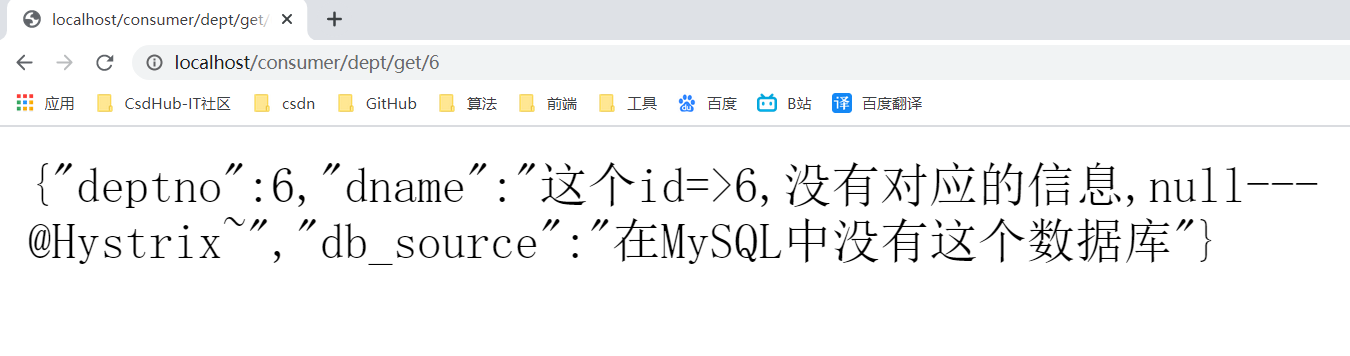 localhost/consumer/dept/get/
localhost/consumer/dept/get/6
应用 CsdHub-IT社区 csdn GitHub 算法 前端 工具 百度 B站 译 百度翻译
{"deptno":6,"dname":"这个id=>6,没有对应的信息,null---
@Hystrix~","db_source":"在MySQL中没有这个数据库"}